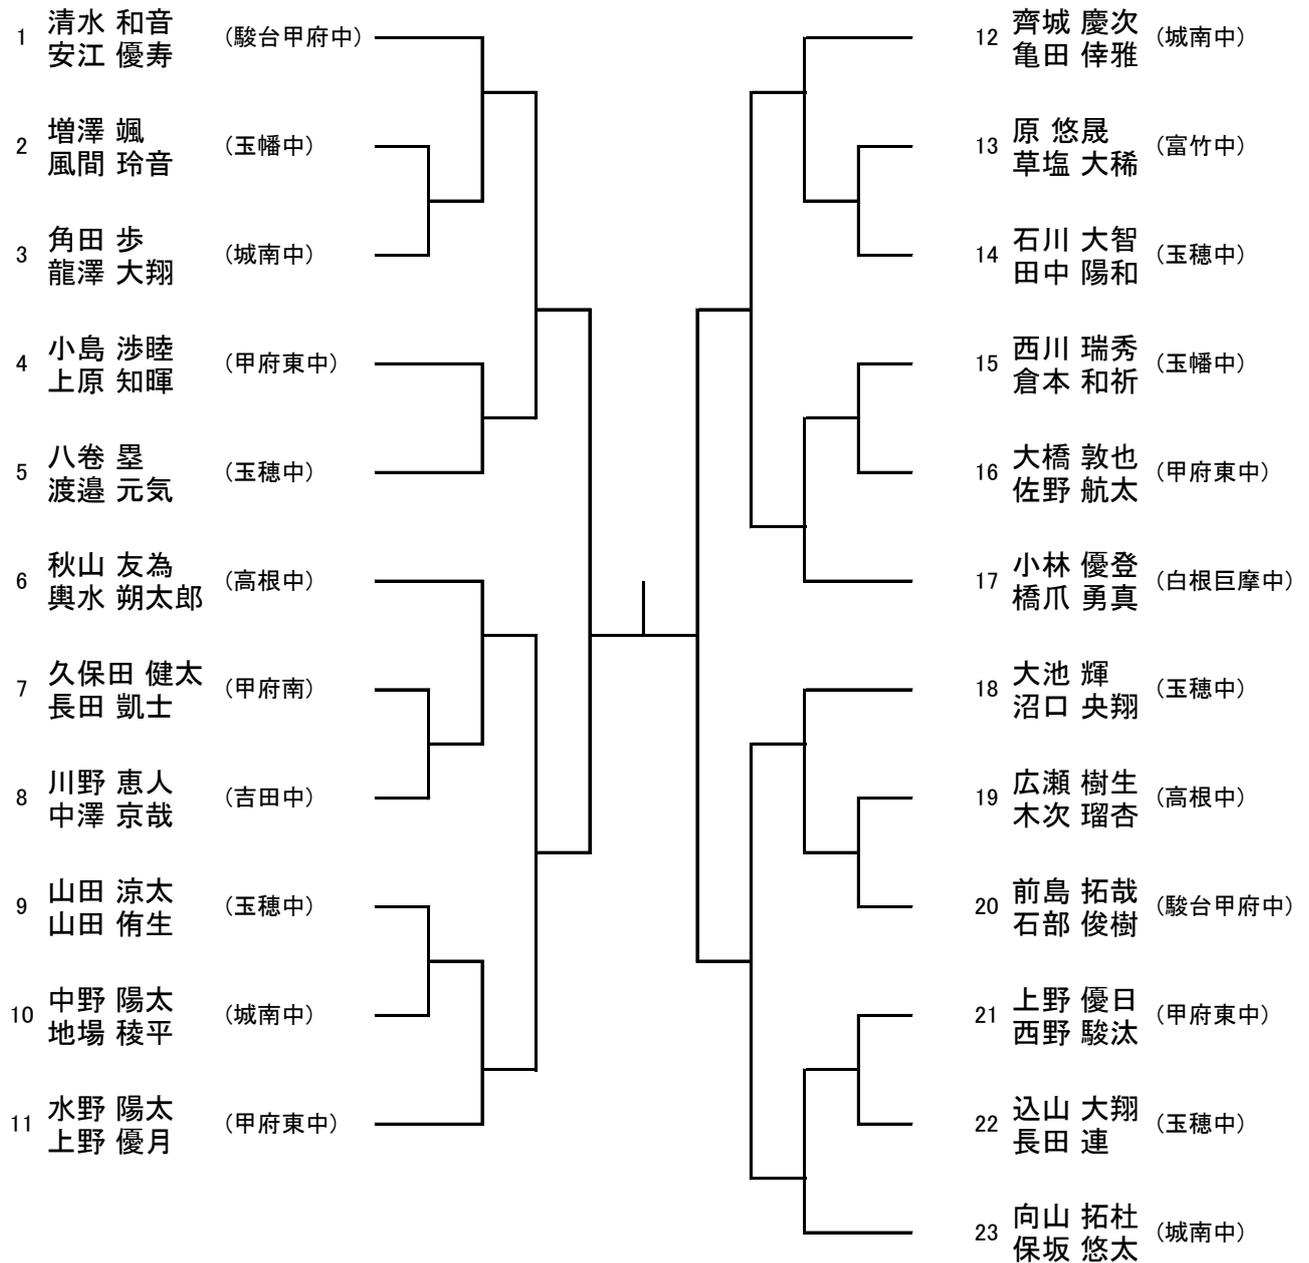 1 清水 和音 (駿台甲府中)
安江 優寿
2 増澤 颯 (玉幡中)
風間 玲音
3 角田 歩 (城南中)
龍澤 大翔
4 小島 渉睦 (甲府東中)
上原 知暉
5 八巻 塁 (玉穂中)
渡邉 元気
6 秋山 友為 (高根中)
輿水 朔太郎
7 久保田 健太 (甲府南)
長田 凱士
8 川野 恵人 (吉田中)
中澤 京哉
9 山田 涼太 (玉穂中)
山田 侑生
10 中野 陽太 (城南中)
地場 稜平
11 水野 陽太 (甲府東中)
上野 優月
12 齊城 慶次 (城南中)
亀田 倖雅
13 原 悠晟 (富竹中)
草塩 大稀
14 石川 大智 (玉穂中)
田中 陽和
15 西川 瑞秀 (玉幡中)
倉本 和祈
16 大橋 敦也 (甲府東中)
佐野 航太
17 小林 優登 (白根巨摩中)
橋爪 勇真
18 大池 輝 (玉穂中)
沼口 央翔
19 広瀬 樹生 (高根中)
木次 瑠杏
20 前島 拓哉 (駿台甲府中)
石部 俊樹
21 上野 優日 (甲府東中)
西野 駿汰
22 込山 大翔 (玉穂中)
長田 連
23 向山 拓杜 (城南中)
保坂 悠太